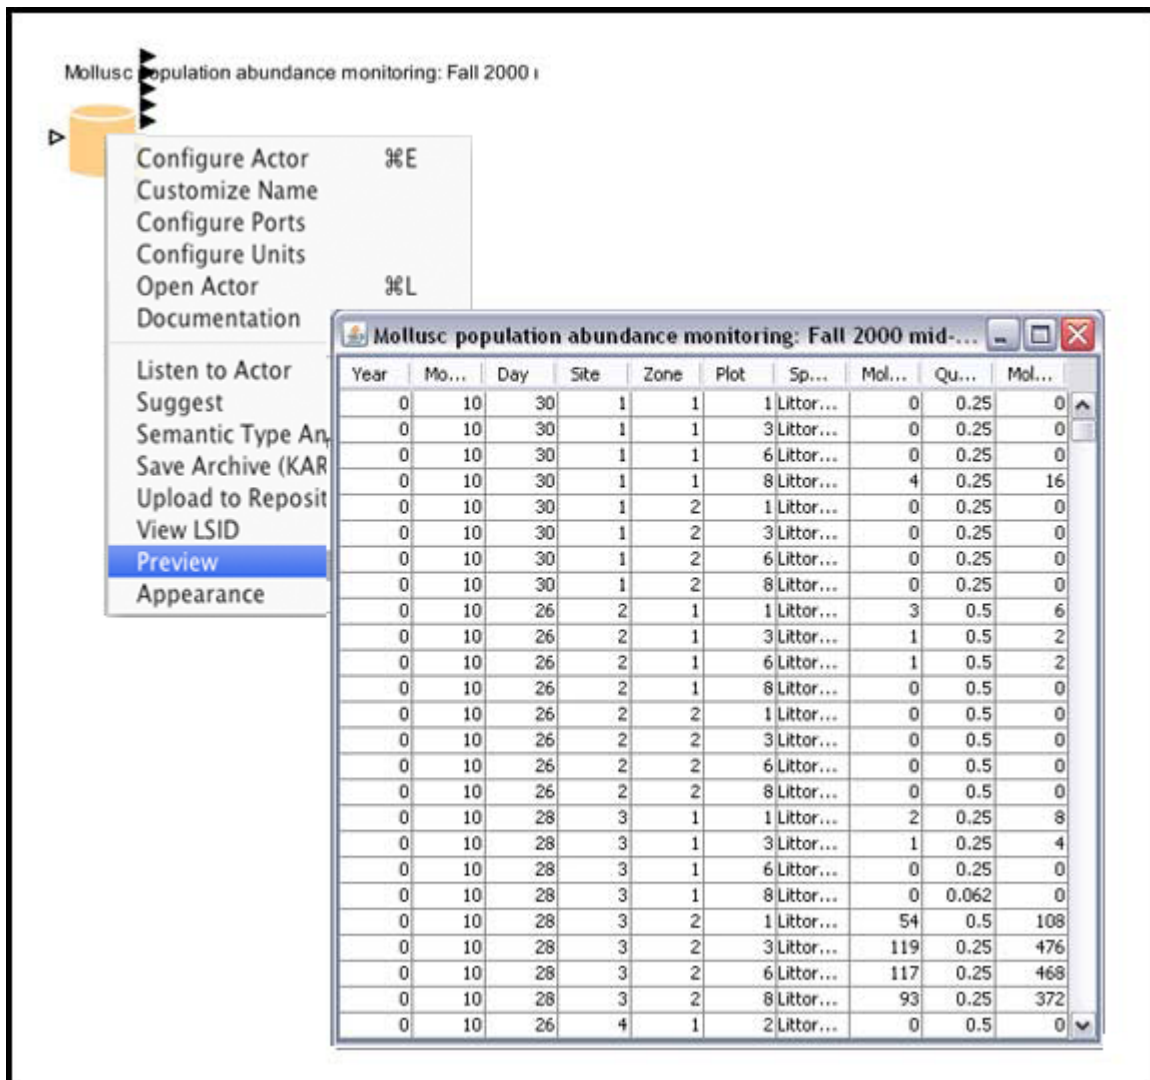 Mollusc population abundance monitoring: Fall 2000
Configure Actor ⌘E
Customize Name
Configure Ports
Configure Units
Open Actor ⌘L
Documentation
Listen to Actor
Suggest
Semantic Type An
Save Archive (KAR
Upload to Reposit
View LSID
Preview
Appearance
Mollusc population abundance monitoring: Fall 2000 mid-...
Year Mo... Day Site Zone Plot Sp... Mol... Qu... Mol...
0 10 30 1 1 1 Littor... 0 0.25 0
0 10 30 1 1 3 Littor... 0 0.25 0
0 10 30 1 1 6 Littor... 0 0.25 0
0 10 30 1 1 8 Littor... 4 0.25 16
0 10 30 1 2 1 Littor... 0 0.25 0
0 10 30 1 2 3 Littor... 0 0.25 0
0 10 30 1 2 6 Littor... 0 0.25 0
0 10 30 1 2 8 Littor... 0 0.25 0
0 10 26 2 1 1 Littor... 3 0.5 6
0 10 26 2 1 3 Littor... 1 0.5 2
0 10 26 2 1 6 Littor... 1 0.5 2
0 10 26 2 1 8 Littor... 0 0.5 0
0 10 26 2 2 1 Littor... 0 0.5 0
0 10 26 2 2 3 Littor... 0 0.5 0
0 10 26 2 2 6 Littor... 0 0.5 0
0 10 26 2 2 8 Littor... 0 0.5 0
0 10 28 3 1 1 Littor... 2 0.25 8
0 10 28 3 1 3 Littor... 1 0.25 4
0 10 28 3 1 6 Littor... 0 0.25 0
0 10 28 3 1 8 Littor... 0 0.062 0
0 10 28 3 2 1 Littor... 54 0.5 108
0 10 28 3 2 3 Littor... 119 0.25 476
0 10 28 3 2 6 Littor... 117 0.25 468
0 10 28 3 2 8 Littor... 93 0.25 372
0 10 26 4 1 2 Littor... 0 0.5 0